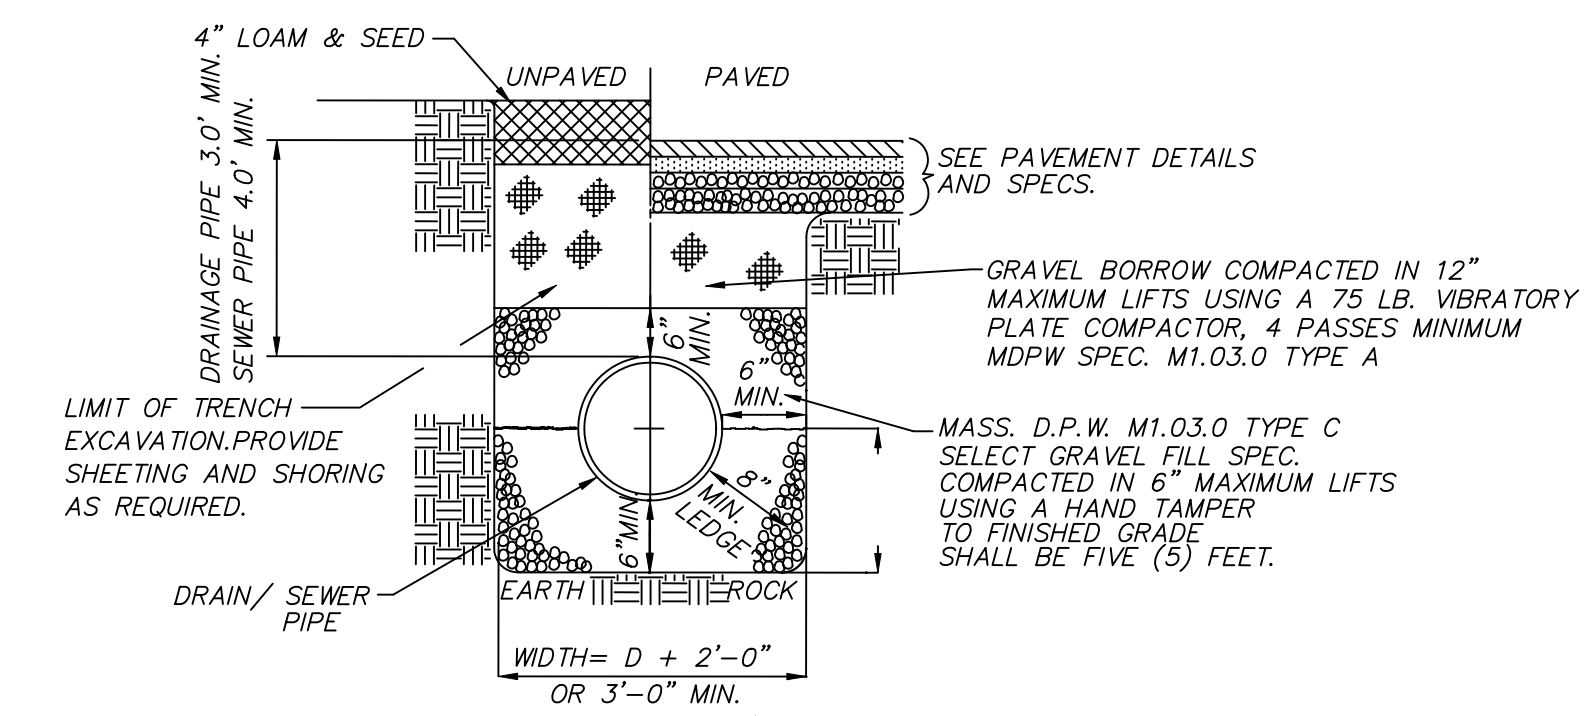 4” LOAM & SEED
UNPAVED
PAVED
DRAINAGE PIPE 3.0’ MIN.
SEWER PIPE 4.0’ MIN.
SEE PAVEMENT DETAILS
AND SPECS.
GRAVEL BORROW COMPACTED IN 12”
MAXIMUM LIFTS USING A 75 LB. VIBRATORY
PLATE COMPACTOR, 4 PASSES MINIMUM
MDPW SPEC. M1.03.0 TYPE A
6”
MIN.
6”
MIN.
LIMIT OF TRENCH
EXCAVATION.PROVIDE
SHEETING AND SHORING
AS REQUIRED.
MASS. D.P.W. M1.03.0 TYPE C
SELECT GRAVEL FILL SPEC.
COMPACTED IN 6” MAXIMUM LIFTS
USING A HAND TAMPER
TO FINISHED GRADE
SHALL BE FIVE (5) FEET.
8”
MIN.
LEDGE
6”MIN.
DRAIN/ SEWER
PIPE
EARTH
ROCK
WIDTH= D + 2’-0”
OR 3’-0” MIN.